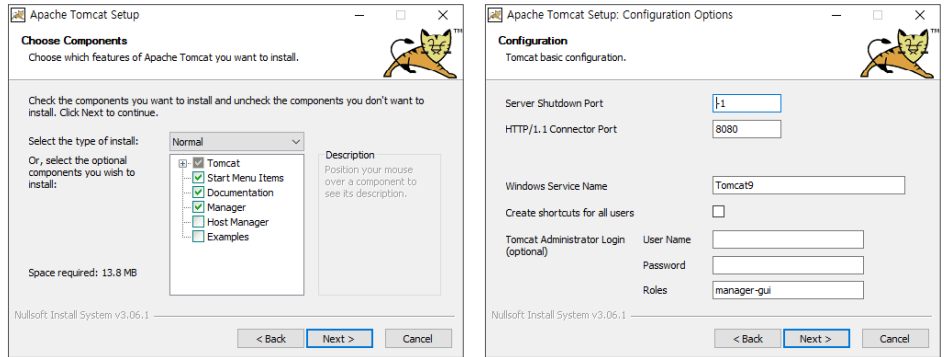 Apache Tomcat Setup
Choose Components
Choose which features of Apache Tomcat you want to install.
TM
Check the components you want to install and uncheck the components you don't want to
install. Click Next to continue.
Select the type of install:
Normal
Or, select the optional
components you wish to
install:
Tomcat
Start Menu Items
Documentation
Manager
Host Manager
Examples
Description
Position your mouse
over a component to
see its description.
Space required: 13.8 MB
Nullsoft Install System v3.06.1
< Back
Next >
Cancel
Apache Tomcat Setup: Configuration Options
Configuration
Tomcat basic configuration.
TM
Server Shutdown Port
-1
HTTP/1.1 Connector Port
8080
Windows Service Name
Tomcat9
Create shortcuts for all users
Tomcat Administrator Login
(optional)
User Name
Password
Roles
manager-gui
Nullsoft Install System v3.06.1
< Back
Next >
Cancel